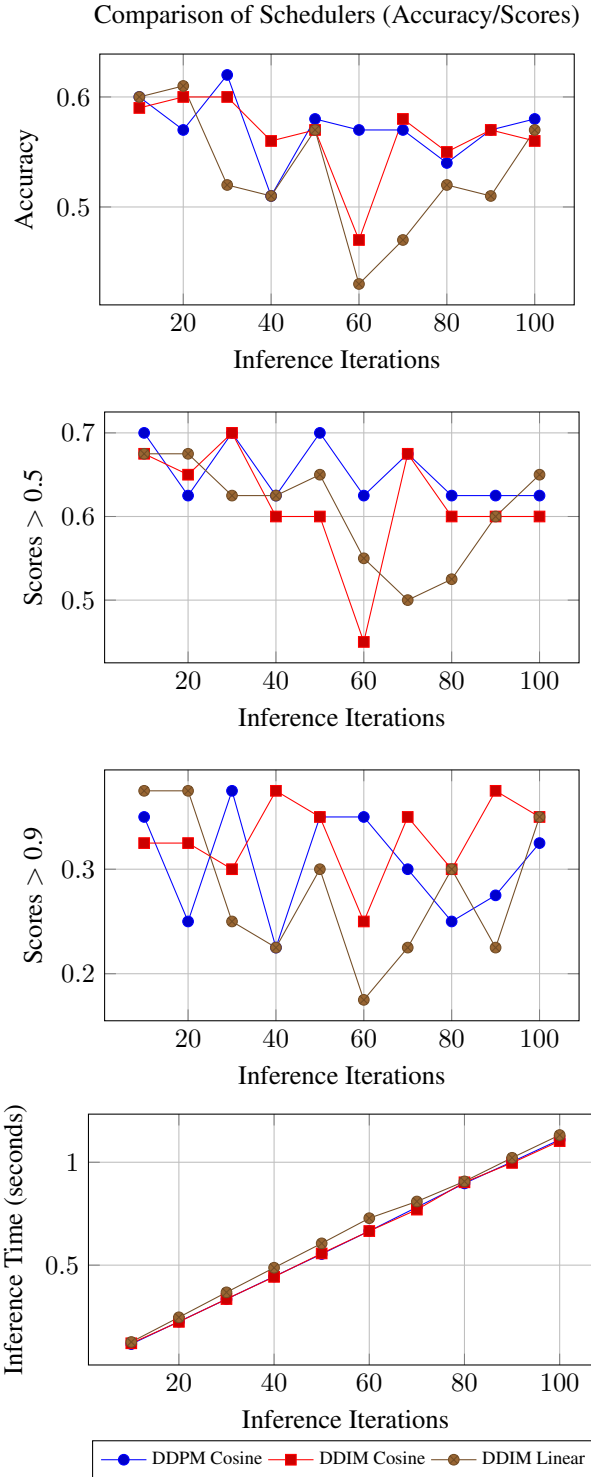 Comparison of Schedulers (Accuracy/Scores)
0.6
0.5
Accuracy
20 40 60 80 100
Inference Iterations
0.7
0.6
0.5
Scores > 0.5
20 40 60 80 100
Inference Iterations
0.3
0.2
Scores > 0.9
20 40 60 80 100
Inference Iterations
1
0.5
Inference Time (seconds)
20 40 60 80 100
Inference Iterations
DDPM Cosine DDIM Cosine DDIM Linear